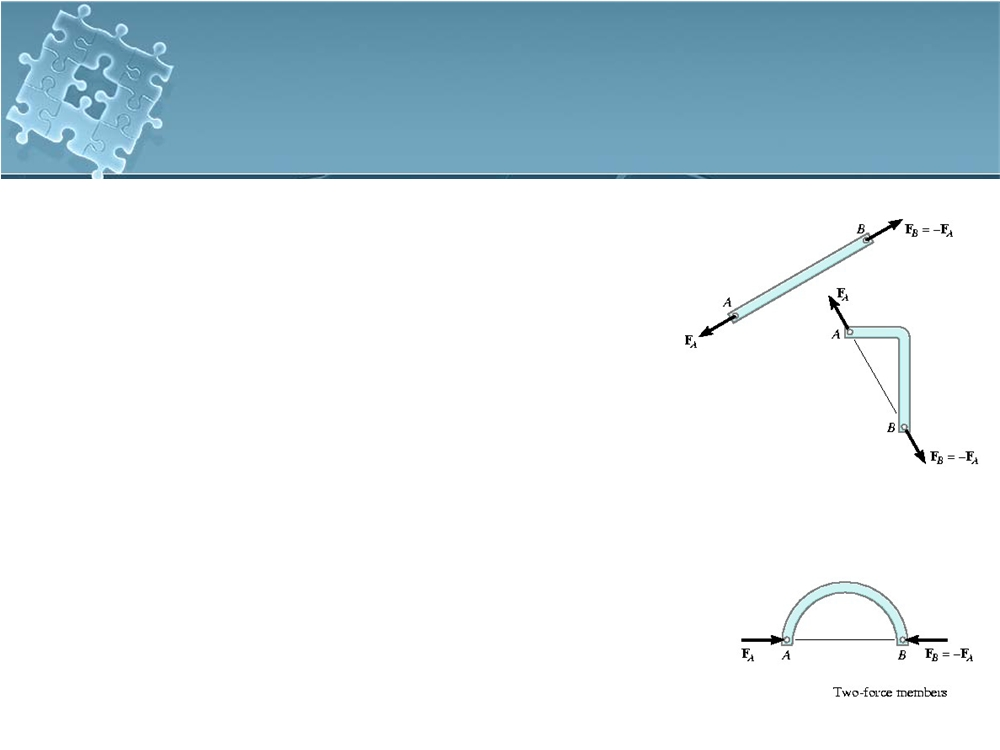 B
F_B = −F_A
A
F_A
F_A
A
B
F_B = −F_A
F_A
A
B
F_B = −F_A
Two-force members